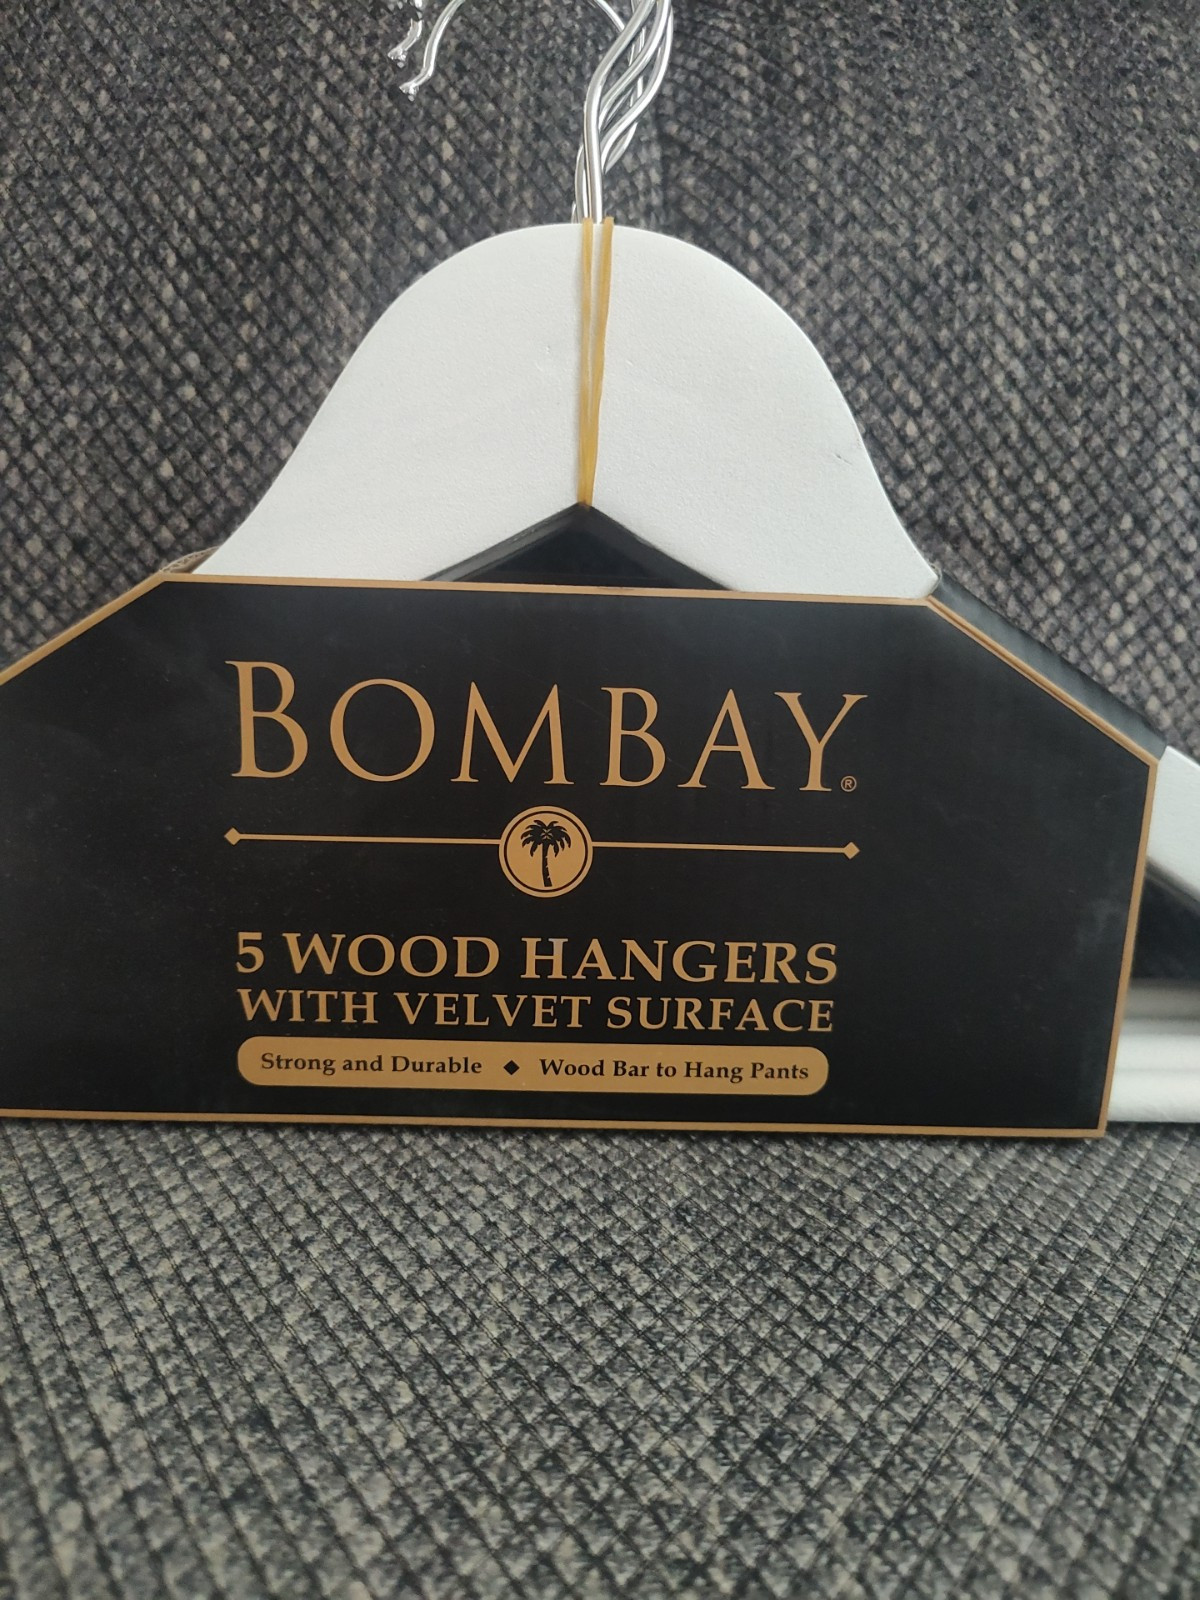 BOMBAY®
5 WOOD HANGERS
WITH VELVET SURFACE
Strong and Durable ◆ Wood Bar to Hang Pants